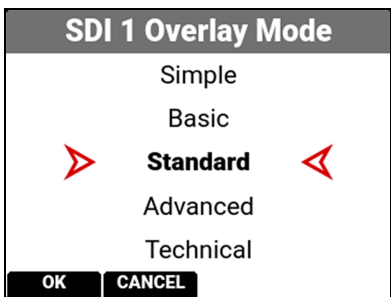 SDI 1 Overlay Mode
Simple
Basic
Standard
Advanced
Technical
OK CANCEL